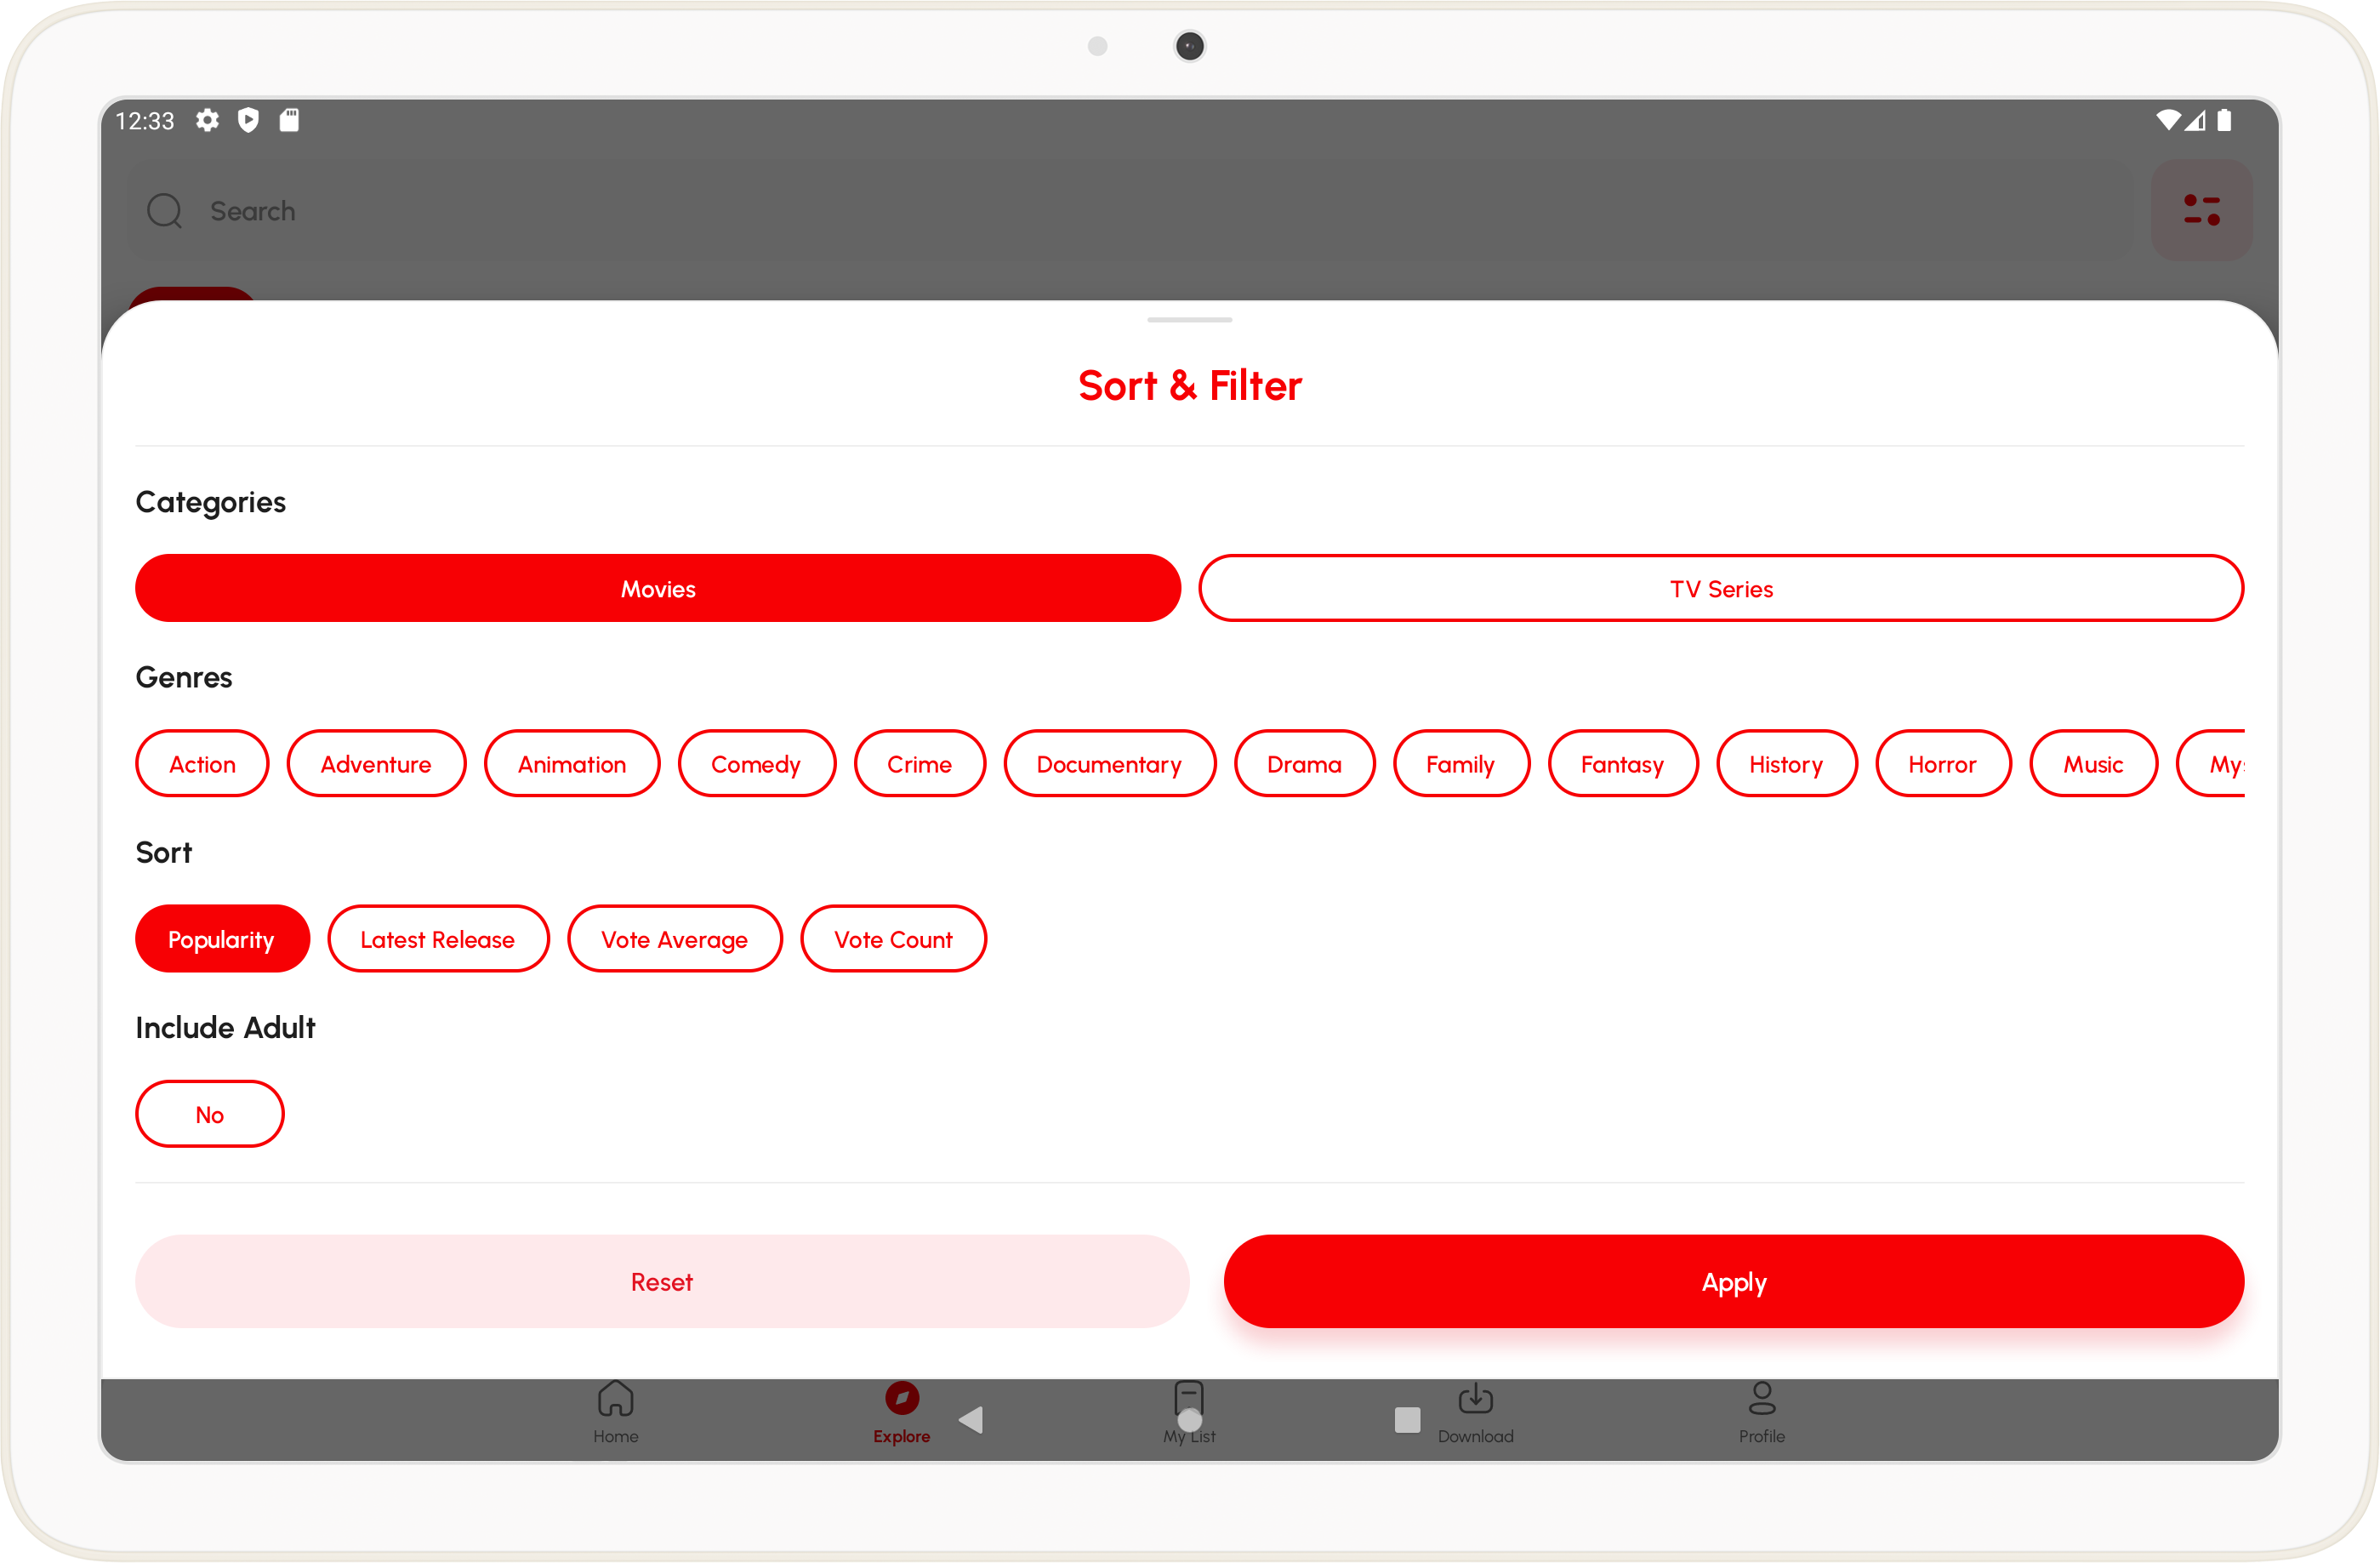 12:33
Search
Sort & Filter
Categories
Movies TV Series
Genres
Action Adventure Animation Comedy Crime Documentary Drama Family Fantasy History Horror Music
Sort
Popularity Latest Release Vote Average Vote Count
Include Adult
No
Reset Apply
Home Explore My List Download Profile